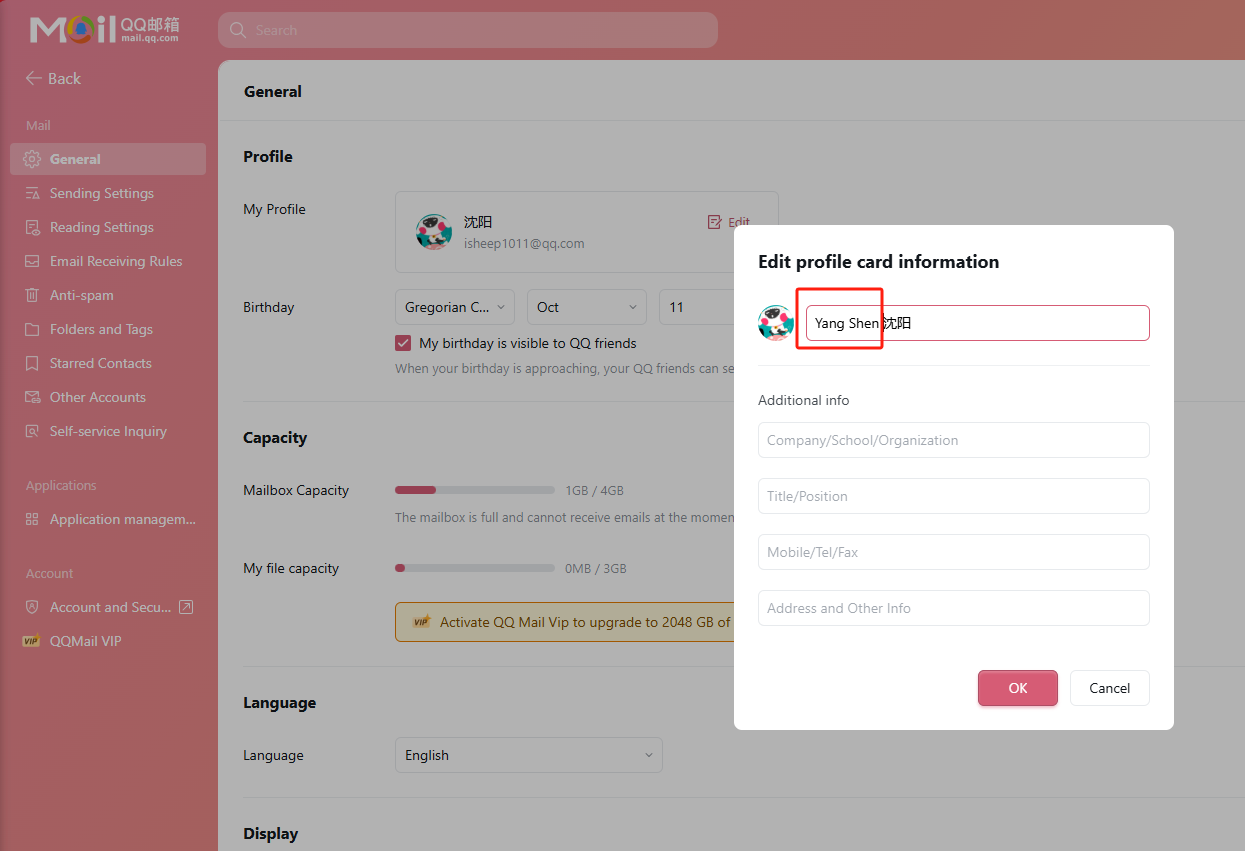 Mail QQ邮箱
mail.qq.com
Search
Back
Mail
General
Sending Settings
Reading Settings
Email Receiving Rules
Anti-spam
Folders and Tags
Starred Contacts
Other Accounts
Self-service Inquiry
Applications
Application managem...
Account
Account and Secu...
VIP QQMail VIP
General
Profile
My Profile
沈阳
isheep1011@qq.com
Edit
Birthday
Gregorian C...
Oct
11
My birthday is visible to QQ friends
When your birthday is approaching, your QQ friends can se
Capacity
Mailbox Capacity
1GB / 4GB
The mailbox is full and cannot receive emails at the momen
My file capacity
0MB / 3GB
VIP Activate QQ Mail Vip to upgrade to 2048 GB of
Language
Language
English
Display
Edit profile card information
Yang Shen沈阳
Additional info
Company/School/Organization
Title/Position
Mobile/Tel/Fax
Address and Other Info
OK
Cancel